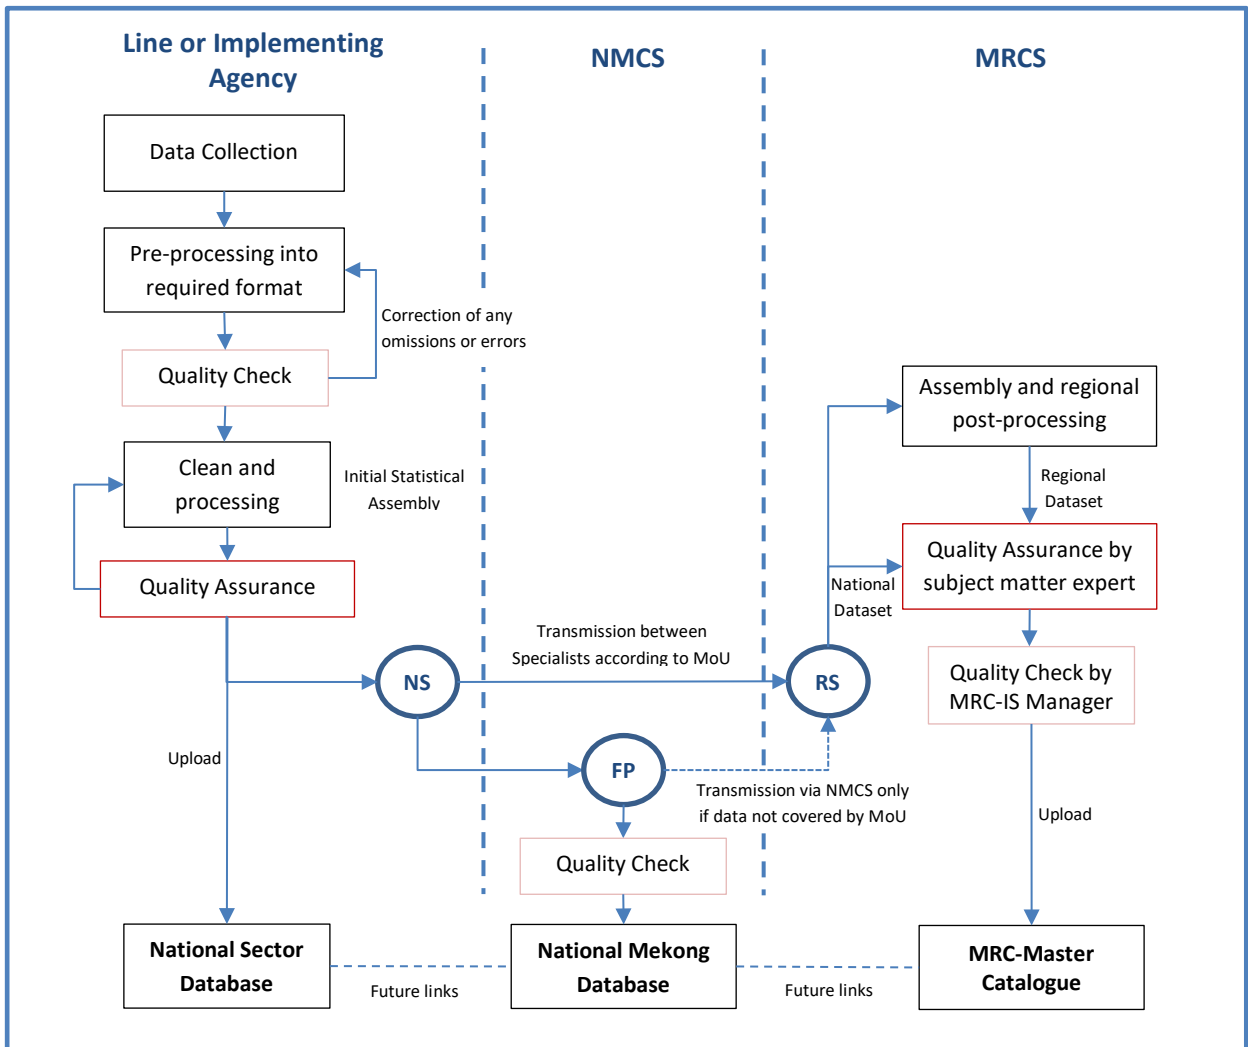 Line or Implementing
Agency
NMCS
MRCS
Data Collection
Pre-processing into
required format
Correction of any
omissions or errors
Quality Check
Assembly and regional
post-processing
Clean and
processing
Initial Statistical
Assembly
Regional
Dataset
Quality Assurance
Quality Assurance by
subject matter expert
National
Dataset
Transmission between
Specialists according to MoU
NS
RS
Quality Check by
MRC-IS Manager
Upload
FP
Transmission via NMCS only
if data not covered by MoU
Upload
Quality Check
National Sector
Database
Future links
National Mekong
Database
Future links
MRC-Master
Catalogue